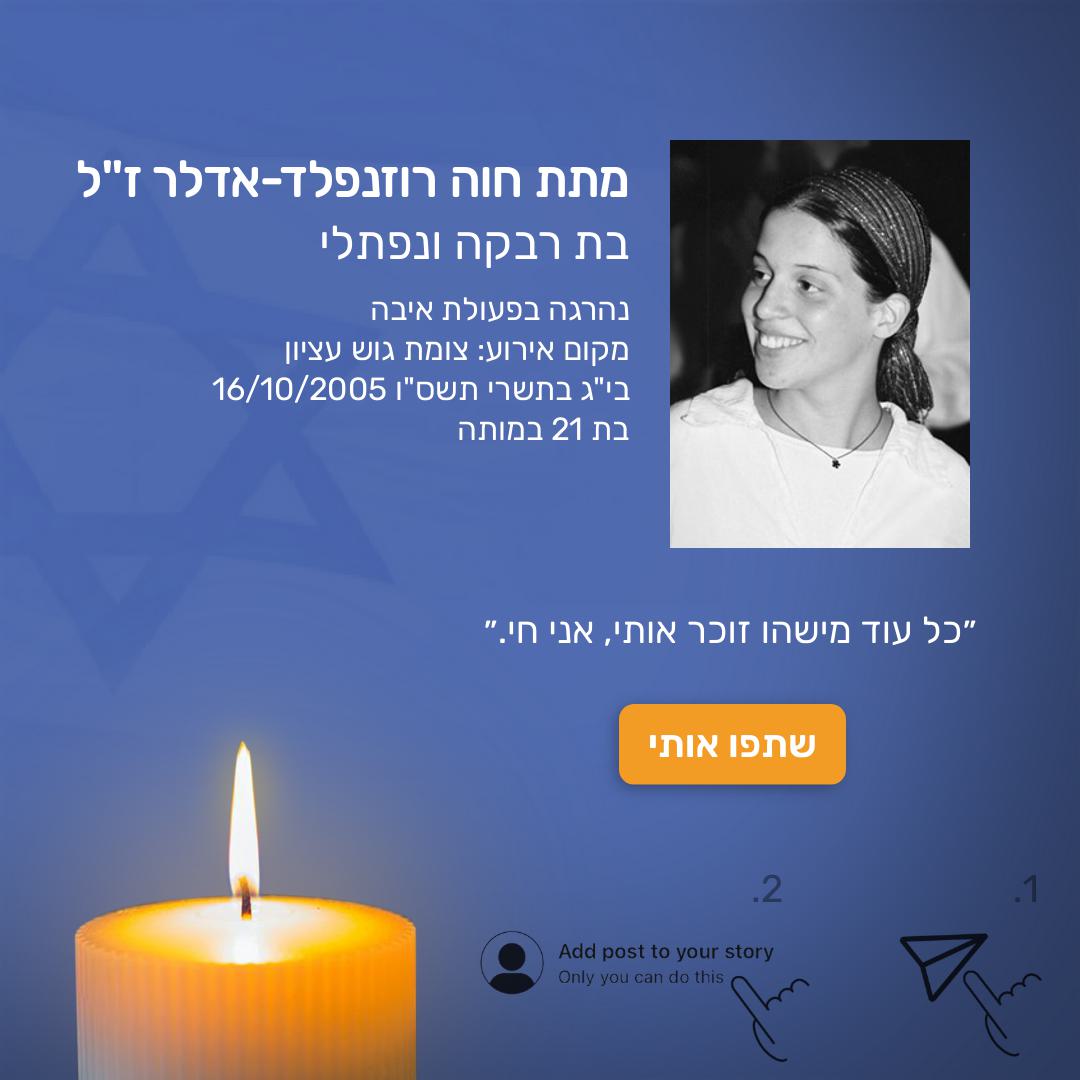 מתת חוה רוזנפלד-אדלר ז"ל
בת רבקה ונפתלי
נהרגה בפעולת איבה
מקום אירוע: צומת גוש עציון
בי"ג בתשרי תשס"ו 16/10/2005
בת 21 במותה
״כל עוד מישהו זוכר אותי, אני חי.״
שתפו אותי
1.
2.
Add post to your story
Only you can do this